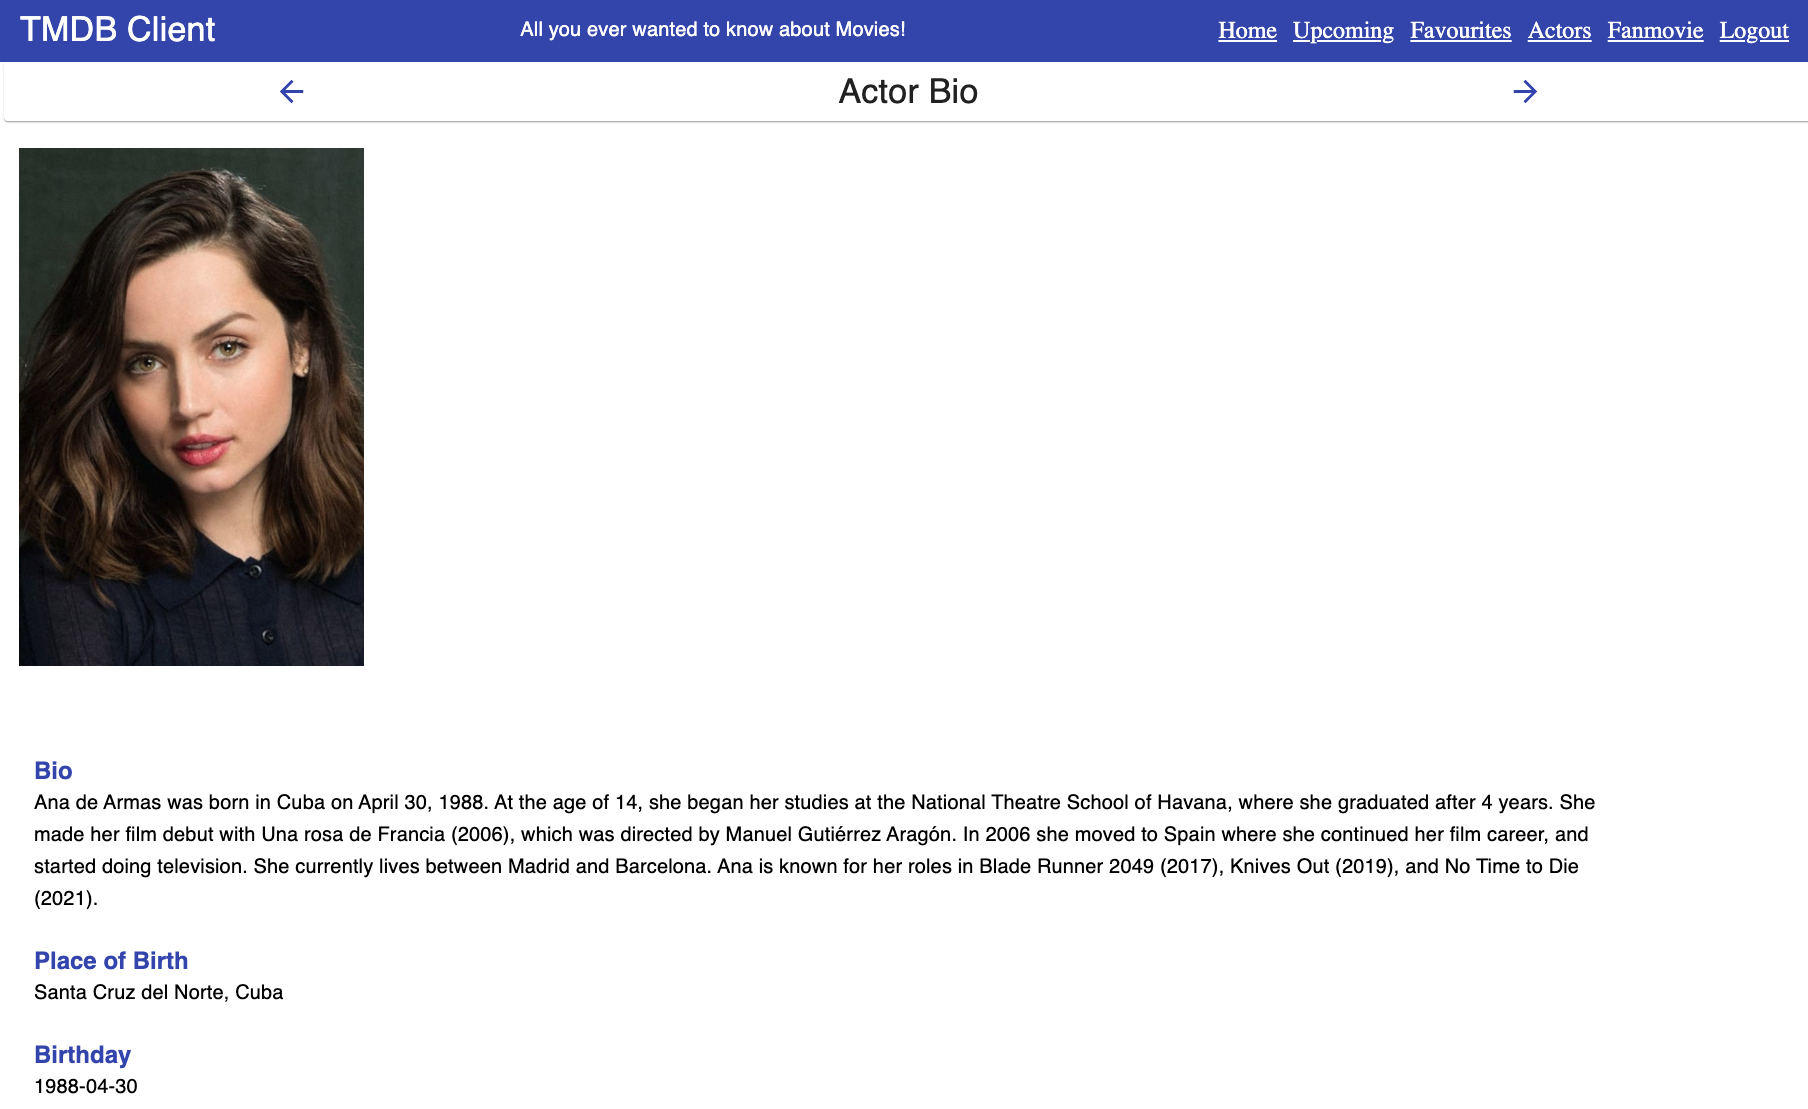 TMDB Client
All you ever wanted to know about Movies!
Home Upcoming Favourites Actors Fanmovie Logout
Actor Bio
Bio
Ana de Armas was born in Cuba on April 30, 1988. At the age of 14, she began her studies at the National Theatre School of Havana, where she graduated after 4 years. She
made her film debut with Una rosa de Francia (2006), which was directed by Manuel Gutiérrez Aragón. In 2006 she moved to Spain where she continued her film career, and
started doing television. She currently lives between Madrid and Barcelona. Ana is known for her roles in Blade Runner 2049 (2017), Knives Out (2019), and No Time to Die
(2021).
Place of Birth
Santa Cruz del Norte, Cuba
Birthday
1988-04-30